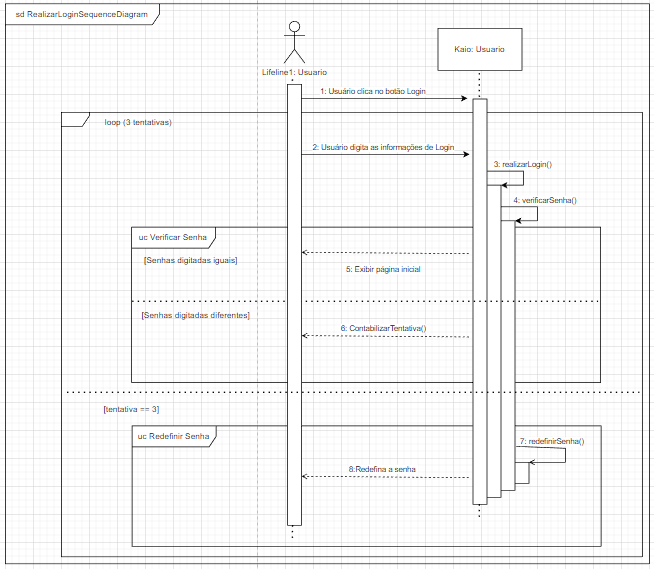 sd RealizarLoginSequenceDiagram
Lifeline1: Usuario
Kaio: Usuario
1: Usuário clica no botão Login
loop (3 tentativas)
2: Usuário digita as informações de Login
3: realizarLogin()
4: verificarSenha()
uc Verificar Senha
[Senhas digitadas iguais]
5: Exibir página inicial
[Senhas digitadas diferentes]
6: ContabilizarTentativa()
[tentativa == 3]
uc Redefinir Senha
7: redefinirSenha()
8:Redefina a senha